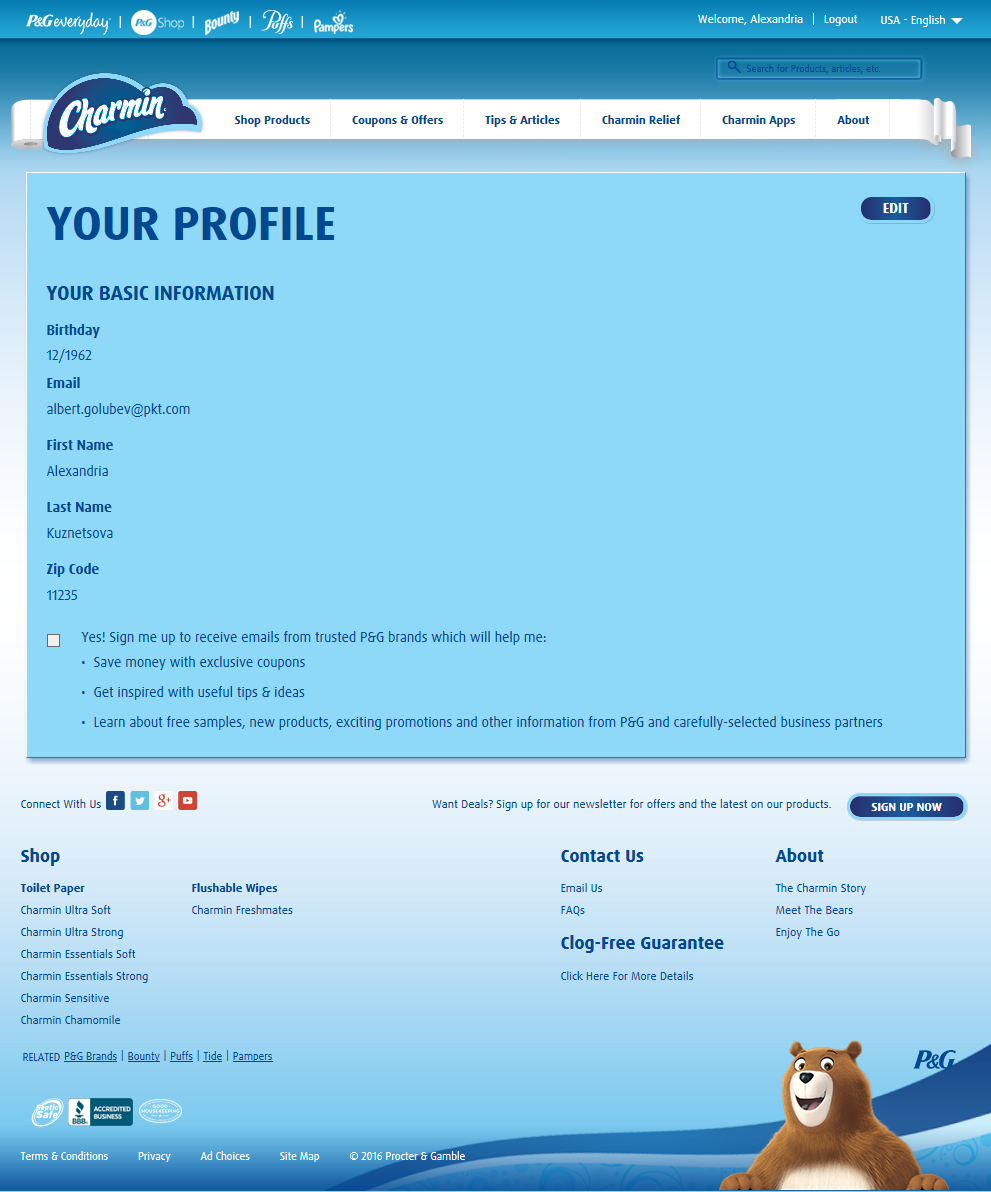 P&G everyday | P&G Shop | Bounty | Puffs | Pampers
Welcome, Alexandria | Logout USA - English
Search for Products, articles, etc.
Charmin
Shop Products Coupons & Offers Tips & Articles Charmin Relief Charmin Apps About
YOUR PROFILE
EDIT
YOUR BASIC INFORMATION
Birthday
12/1962
Email
albert.golubev@pkt.com
First Name
Alexandria
Last Name
Kuznetsova
Zip Code
11235
Yes! Sign me up to receive emails from trusted P&G brands which will help me:
• Save money with exclusive coupons
• Get inspired with useful tips & ideas
• Learn about free samples, new products, exciting promotions and other information from P&G and carefully-selected business partners
Connect With Us f g+ Want Deals? Sign up for our newsletter for offers and the latest on our products. SIGN UP NOW
Shop
Toilet Paper
Charmin Ultra Soft
Charmin Ultra Strong
Charmin Essentials Soft
Charmin Essentials Strong
Charmin Sensitive
Charmin Chamomile
Flushable Wipes
Charmin Freshmates
Contact Us
Email Us
FAQs
Clog-Free Guarantee
Click Here For More Details
About
The Charmin Story
Meet The Bears
Enjoy The Go
RELATED P&G Brands | Bounty | Puffs | Tide | Pampers
P&G
Septic Safe
BBB. ACCREDITED BUSINESS
GOOD HOUSEKEEPING
Terms & Conditions Privacy Ad Choices Site Map © 2016 Procter & Gamble